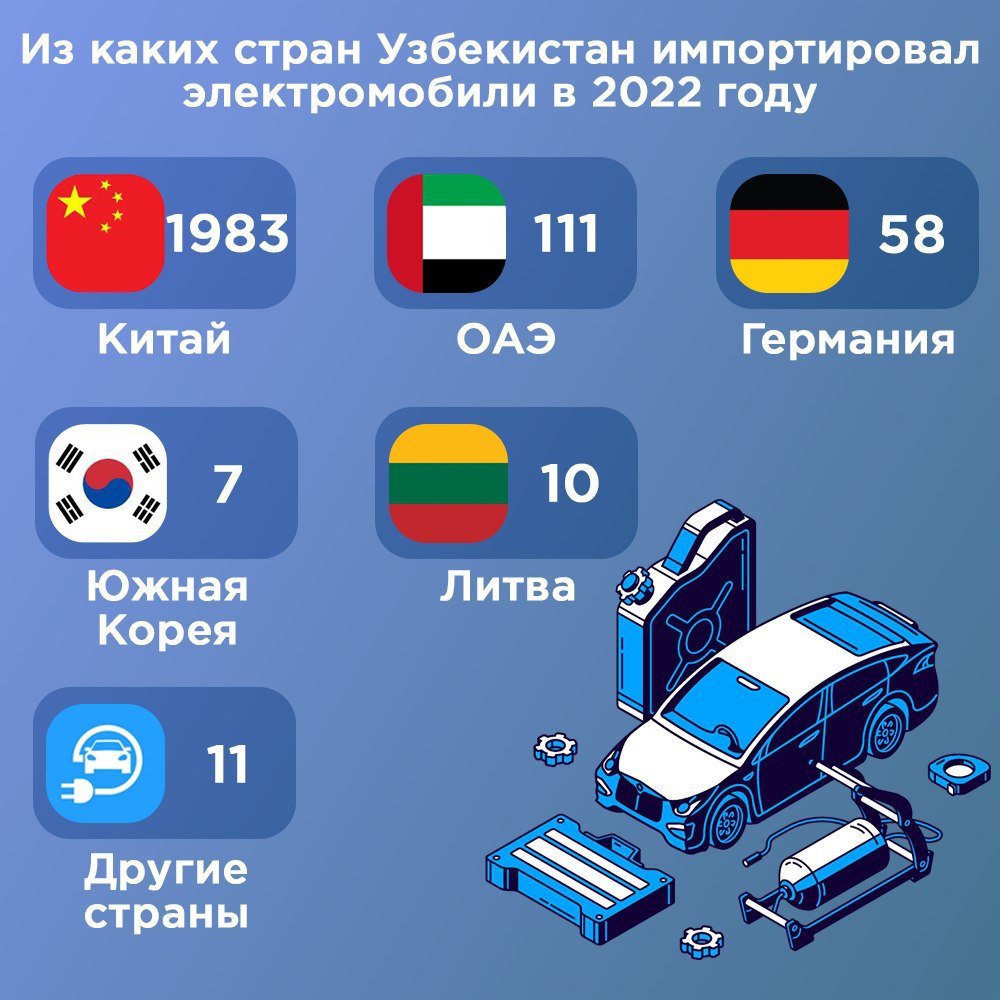 Из каких стран Узбекистан импортировал
электромобили в 2022 году
1983
Китай
111
ОАЭ
58
Германия
7
Южная
Корея
10
Литва
11
Другие
страны